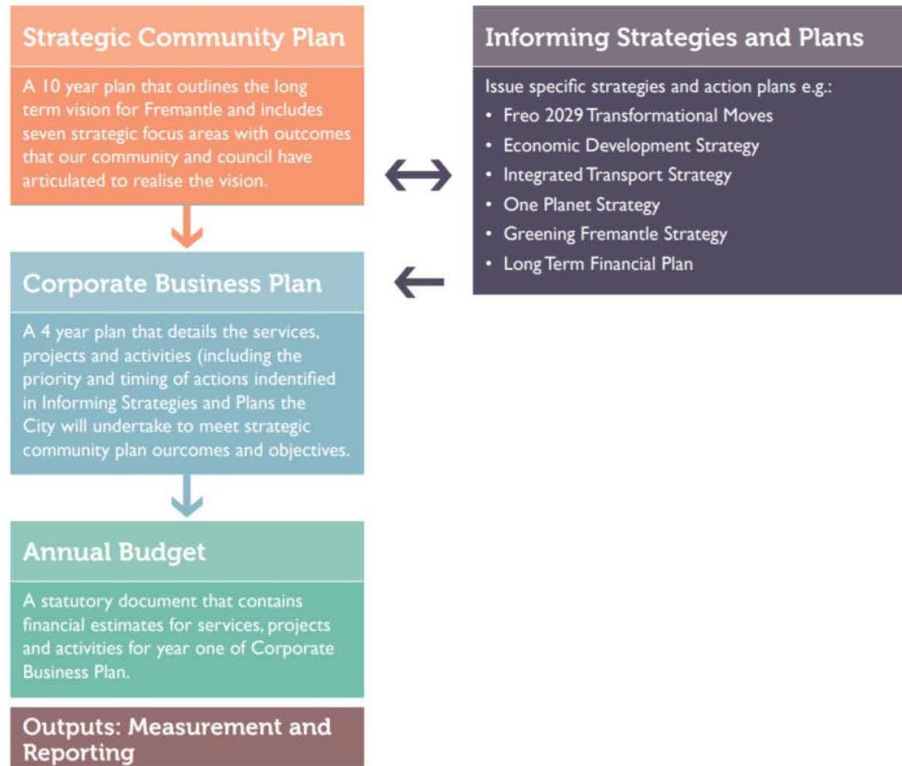 Strategic Community Plan
A 10 year plan that outlines the long
term vision for Fremantle and includes
seven strategic focus areas with outcomes
that our community and council have
articulated to realise the vision.
Informing Strategies and Plans
Issue specific strategies and action plans e.g.:
• Freo 2029 Transformational Moves
• Economic Development Strategy
• Integrated Transport Strategy
• One Planet Strategy
• Greening Fremantle Strategy
• Long Term Financial Plan
Corporate Business Plan
A 4 year plan that details the services,
projects and activities (including the
priority and timing of actions indentified
in Informing Strategies and Plans the
City will undertake to meet strategic
community plan ourcomes and objectives.
Annual Budget
A statutory document that contains
financial estimates for services, projects
and activities for year one of Corporate
Business Plan.
Outputs: Measurement and
Reporting